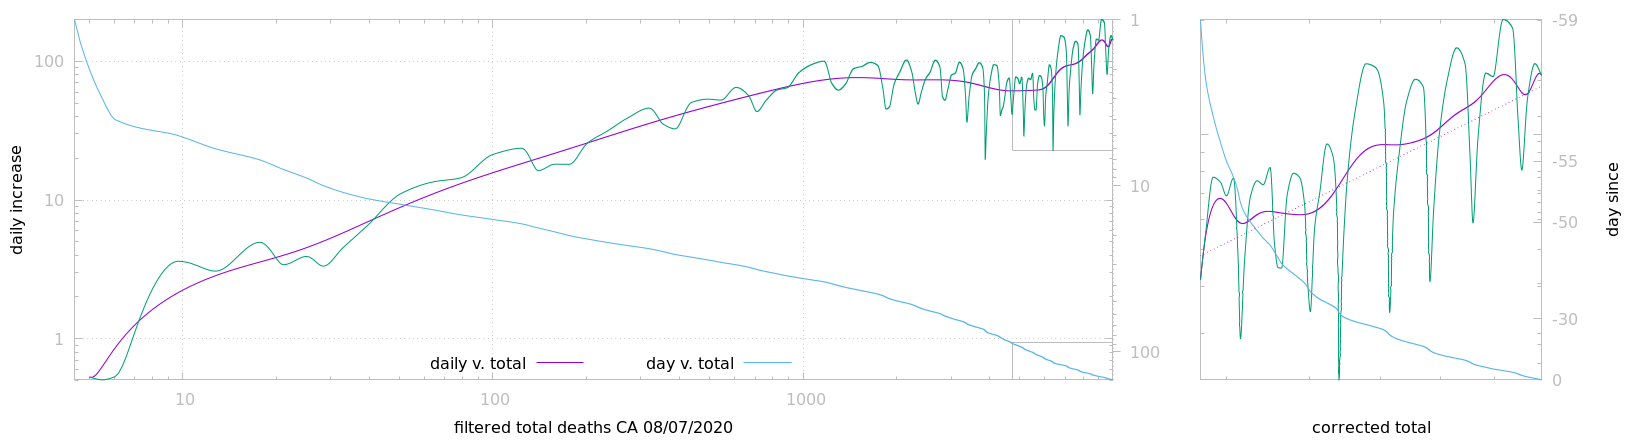 1
-59
100
-55
daily increase
10
10
-50
day since
-30
1
daily v. total
day v. total
100
0
10
100
1000
filtered total deaths CA 08/07/2020
corrected total